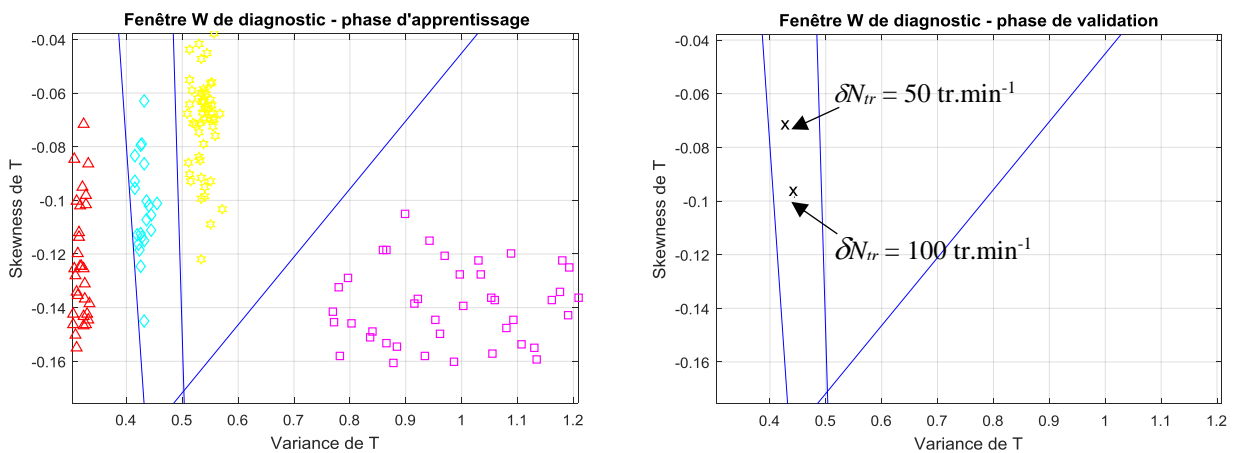 Fenêtre W de diagnostic - phase d'apprentissage
-0.04
-0.06
-0.08
-0.1
-0.12
-0.14
-0.16
Skewness de T
0.4 0.5 0.6 0.7 0.8 0.9 1 1.1 1.2
Variance de T
Fenêtre W de diagnostic - phase de validation
-0.04
-0.06
-0.08
-0.1
-0.12
-0.14
-0.16
Skewness de T
δNtr = 50 tr.min-1
x
x
δNtr = 100 tr.min-1
0.4 0.5 0.6 0.7 0.8 0.9 1 1.1 1.2
Variance de T